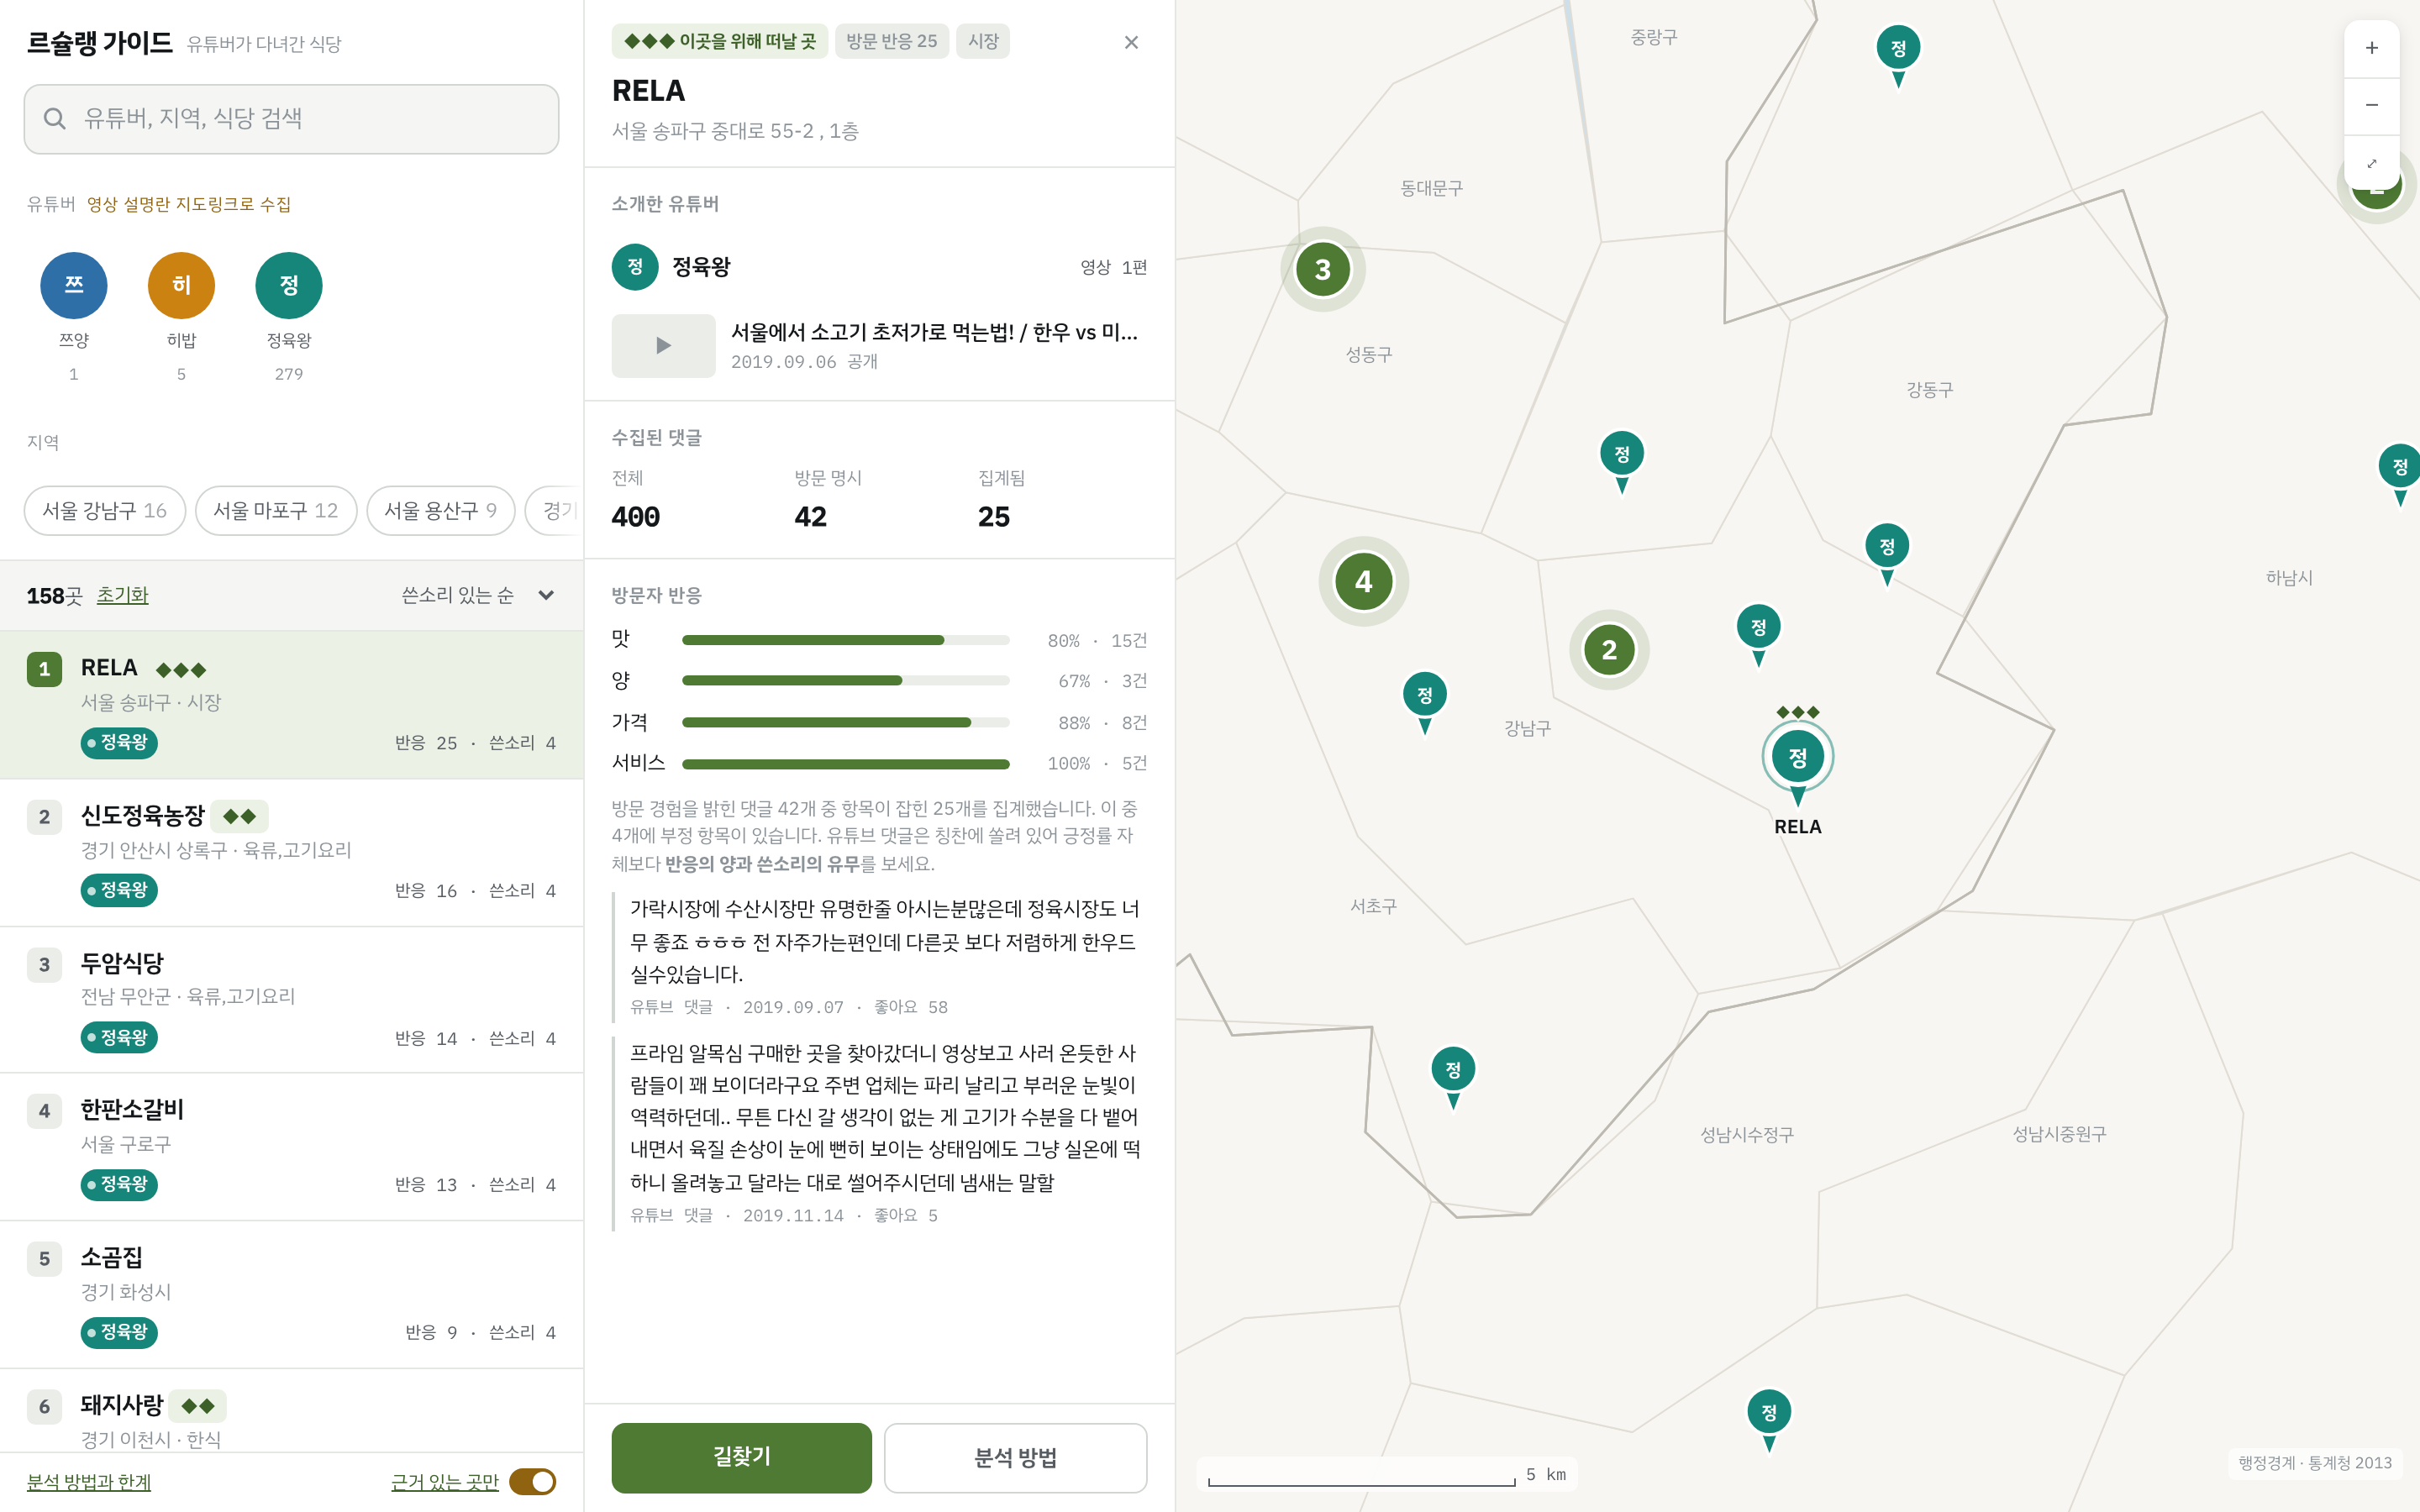 르슐랭 가이드 유튜버가 다녀간 식당
유튜버, 지역, 식당 검색
유튜버 영상 설명란 지도링크로 수집
쯔 히 정
쯔양 히밥 정육왕
1 5 279
지역
서울 강남구 16 서울 마포구 12 서울 용산구 9 경기
158곳 초기화 쓴소리 있는 순
1 RELA ◆◆◆
서울 송파구 · 시장
정육왕 반응 25 · 쓴소리 4
2 신도정육농장 ◆◆
경기 안산시 상록구 · 육류,고기요리
정육왕 반응 16 · 쓴소리 4
3 두암식당
전남 무안군 · 육류,고기요리
정육왕 반응 14 · 쓴소리 4
4 한판소갈비
서울 구로구
정육왕 반응 13 · 쓴소리 4
5 소곰집
경기 화성시
정육왕 반응 9 · 쓴소리 4
6 돼지사랑 ◆◆
경기 이천시 · 한식
분석 방법과 한계 근거 있는 곳만
◆◆◆ 이곳을 위해 떠날 곳 방문 반응 25 시장 ×
RELA
서울 송파구 중대로 55-2 , 1층
소개한 유튜버
정 정육왕 영상 1편
서울에서 소고기 초저가로 먹는법! / 한우 vs 미...
2019.09.06 공개
수집된 댓글
전체 방문 명시 집계됨
400 42 25
방문자 반응
맛 80% · 15건
양 67% · 3건
가격 88% · 8건
서비스 100% · 5건
방문 경험을 밝힌 댓글 42개 중 항목이 잡힌 25개를 집계했습니다. 이 중
4개에 부정 항목이 있습니다. 유튜브 댓글은 칭찬에 쏠려 있어 긍정률 자
체보다 반응의 양과 쓴소리의 유무를 보세요.
가락시장에 수산시장만 유명한줄 아시는분많은데 정육시장도 너
무 좋죠 ㅎㅎㅎ 전 자주가는편인데 다른곳 보다 저렴하게 한우드
실수있습니다.
유튜브 댓글 · 2019.09.07 · 좋아요 58
프라임 알목심 구매한 곳을 찾아갔더니 영상보고 사러 온듯한 사
람들이 꽤 보이더라구요 주변 업체는 파리 날리고 부러운 눈빛이
역력하던데.. 무튼 다신 갈 생각이 없는 게 고기가 수분을 다 뱉어
내면서 육질 손상이 눈에 뻔히 보이는 상태임에도 그냥 실온에 떡
하니 올려놓고 달라는 대로 썰어주시던데 냄새는 말할
유튜브 댓글 · 2019.11.14 · 좋아요 5
길찾기 분석 방법
중랑구
정
+
−
동대문구
3
성동구
강동구
정
정
정
하남시
4
정
2
정
강남구
◆◆◆
정
RELA
서초구
정
성남시수정구
성남시중원구
정
5 km
행정경계 · 통계청 2013